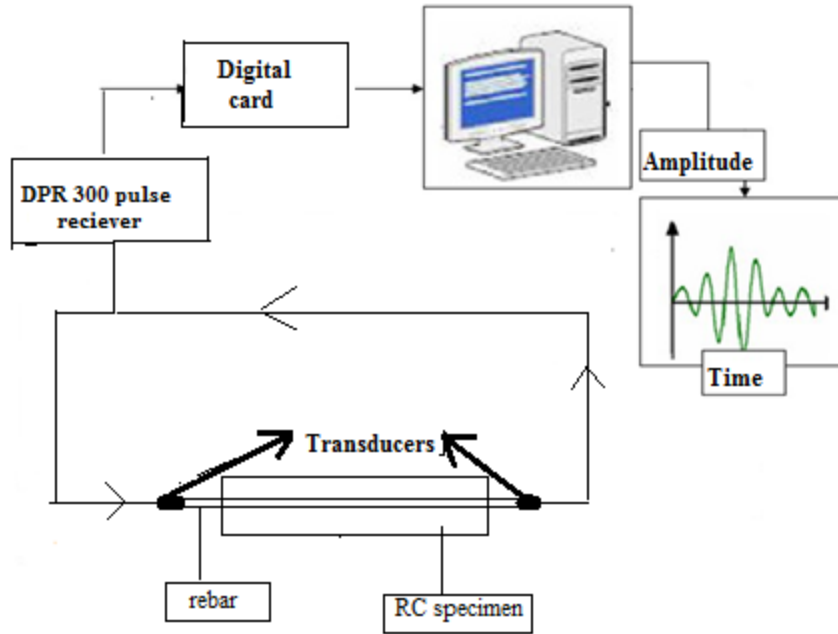 Digital
card
DPR 300 pulse
reciever
Amplitude
Time
Transducers
rebar
RC specimen